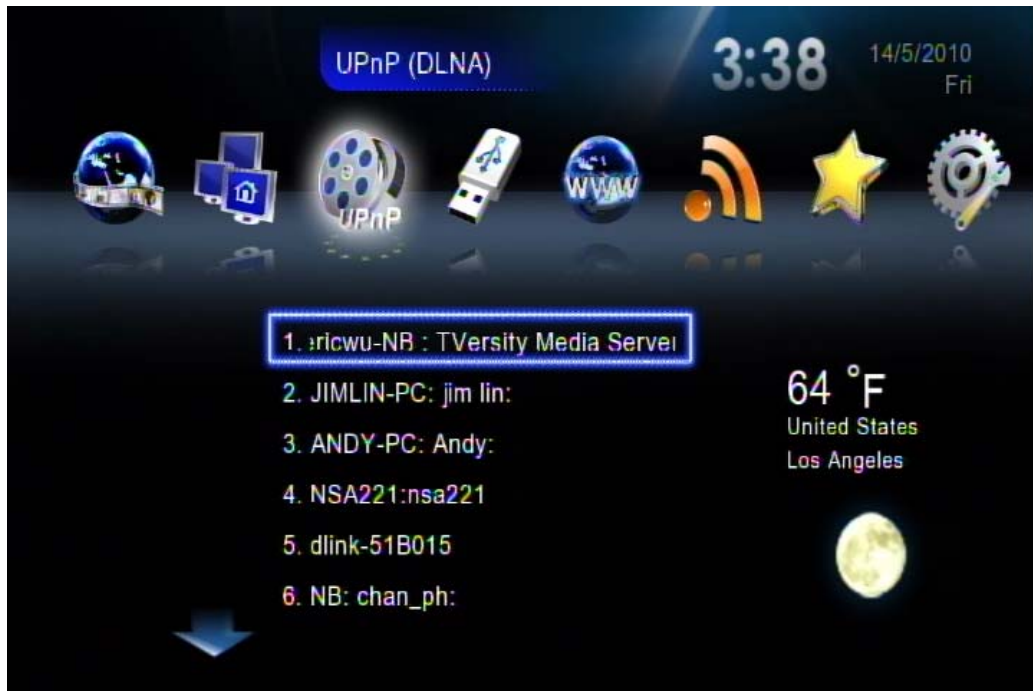 UPnP (DLNA)
3:38
14/5/2010
Fri
UPnP
WWW
1. ericwu-NB : TVersity Media Server
2. JIMLIN-PC: jim lin:
3. ANDY-PC: Andy:
4. NSA221:nsa221
5. dlink-51B015
6. NB: chan_ph:
64 °F
United States
Los Angeles